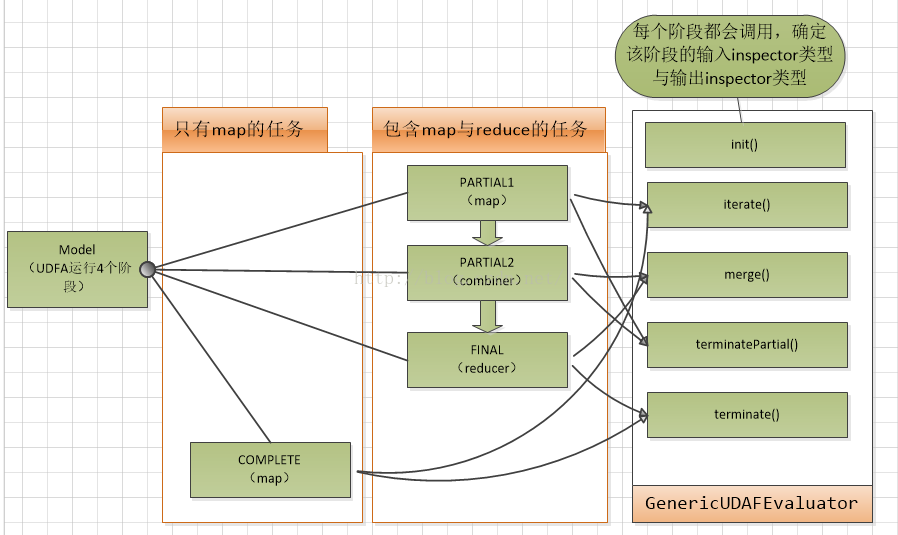 每个阶段都会调用，确定
该阶段的输入inspector类型
与输出inspector类型
只有map的任务
包含map与reduce的任务
init()
PARTIAL1
（map）
iterate()
Model
（UDFA运行4个阶
段）
PARTIAL2
（combiner）
merge()
FINAL
（reducer）
terminatePartial()
terminate()
COMPLETE
（map）
GenericUDAFEvaluator